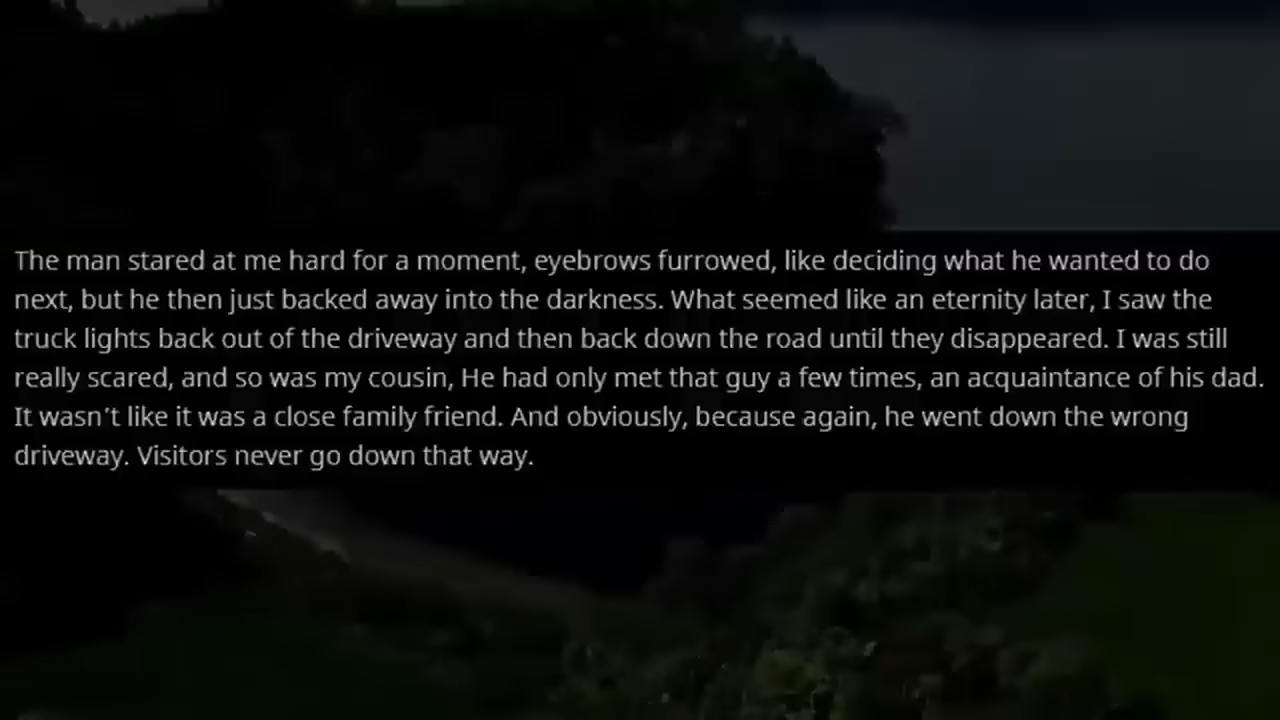 The man stared at me hard for a moment, eyebrows furrowed, like deciding what he wanted to do
next, but he then just backed away into the darkness. What seemed like an eternity later, I saw the
truck lights back out of the driveway and then back down the road until they disappeared. I was still
really scared, and so was my cousin, He had only met that guy a few times, an acquaintance of his dad.
It wasn't like it was a close family friend. And obviously, because again, he went down the wrong
driveway. Visitors never go down that way.